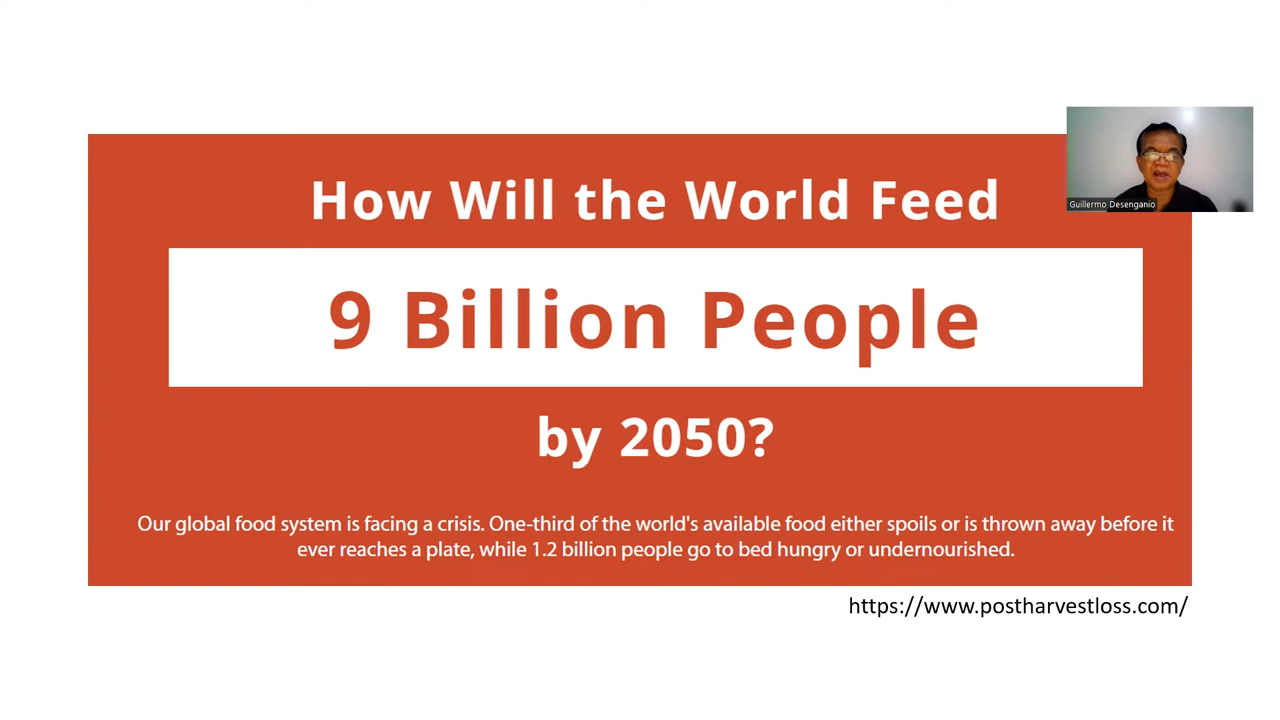 How Will the World Feed
Guillermo Desenganio
9 Billion People
by 2050?
Our global food system is facing a crisis. One-third of the world's available food either spoils or is thrown away before it
ever reaches a plate, while 1.2 billion people go to bed hungry or undernourished.
https://www.postharvestloss.com/